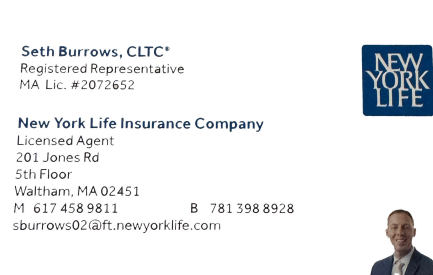 Seth Burrows, CLTC®
Registered Representative
MA Lic. #2072652
NEW
YORK
LIFE
New York Life Insurance Company
Licensed Agent
201 Jones Rd
5th Floor
Waltham, MA 02451
M 617 458 9811 B 781 398 8928
sburrows02@ft.newyorklife.com